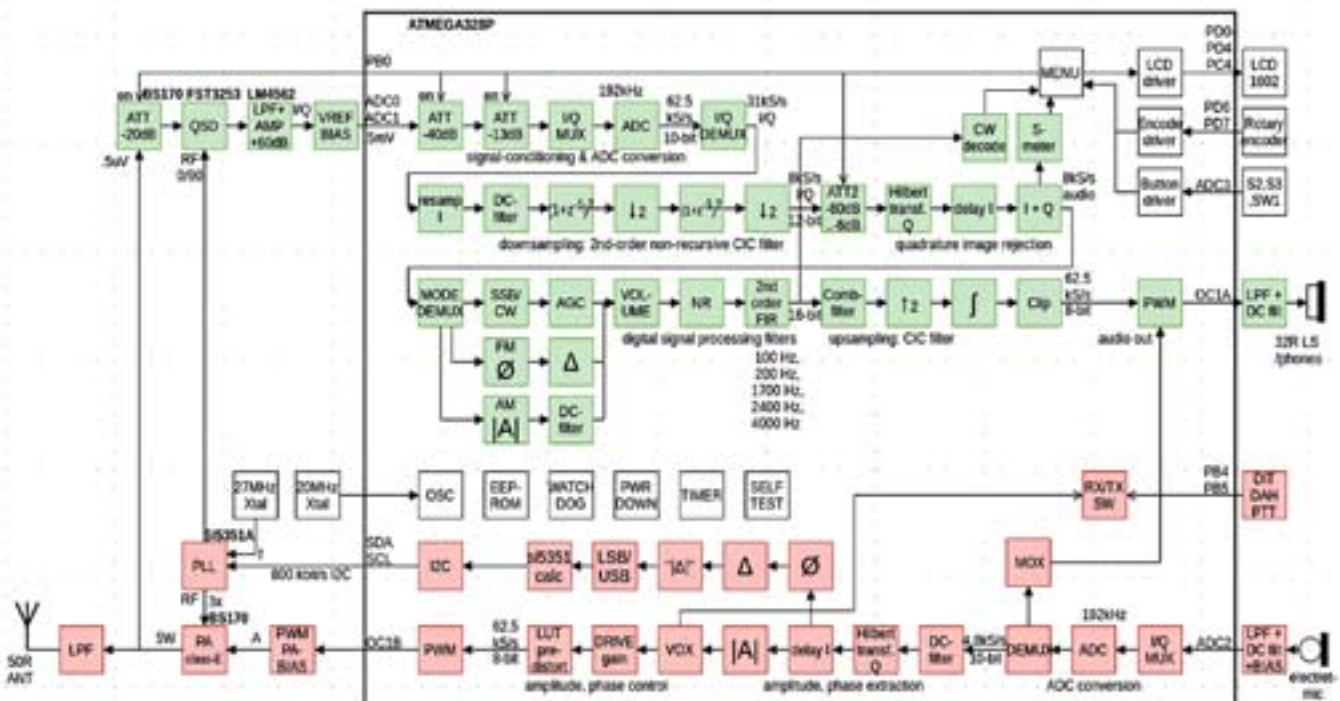 ATMEGA328P
PD0
PD4
PC4
PB0
MENU
LCD
driver
LCD
1602
en
BS170 FST3253 LM4562
I/Q
ATT
-20dB
QSD
LPF+
AMP
+60dB
VREF
BIAS
ADC0
ADC1
5mV
en
ATT
-40dB
en
ATT
-13dB
I/Q
MUX
192kHz
ADC
62.5
kS/s
10-bit
I/Q
DEMUX
31kS/s
I/Q
signal-conditioning & ADC conversion
CW
decode
S-
meter
Encoder
driver
PD6
PD7
Rotary
encoder
.5uV
RF
0/90
Button
driver
ADC3
S2,S3
,SW1
resamp
I
DC-
filter
↓2
↓2
8kS/s
I/Q
12-bit
ATT2
-60dB
..-6dB
Hilbert
transf.
Q
delay I
I + Q
8kS/s
audio
downsampling: 2nd-order non-recursive CIC filter
quadrature image rejection
MODE
DEMUX
SSB/
CW
AGC
VOL-
UME
NR
2nd
order
FIR
16-bit
Comb-
filter
↑2
∫
Clip
62.5
kS/s
8-bit
PWM
OC1A
LPF +
DC filt
digital signal processing filters
upsampling: CIC filter
audio out
32R LS
/phones
FM
Ø
Δ
100 Hz,
200 Hz,
1700 Hz,
2400 Hz,
4000 Hz
AM
|A|
DC-
filter
27MHz
Xtal
20MHz
Xtal
OSC
EEP-
ROM
WATCH
DOG
PWR
DOWN
TIMER
SELF
TEST
RX/TX
SW
PB4
PB5
DIT
DAH
PTT
SI5351A
PLL
SDA
SCL
800 kbit/s I2C
I2C
si5351
calc
LSB/
USB
Δ
Ø
MOX
RF
3x
BS170
50R
ANT
LPF
5W
PA
class-E
A
PWM
PA-
BIAS
OC1B
PWM
62.5
kS/s
8-bit
LUT
pre-
distort
DRIVE
gain
VOX
|A|
delay I
Hilbert
transf.
Q
DC-
filter
4.8kS/s
10-bit
DEMUX
192kHz
ADC
I/Q
MUX
ADC2
LPF +
DC filt
+BIAS
amplitude, phase control
amplitude, phase extraction
ADC conversion
electret-
mic